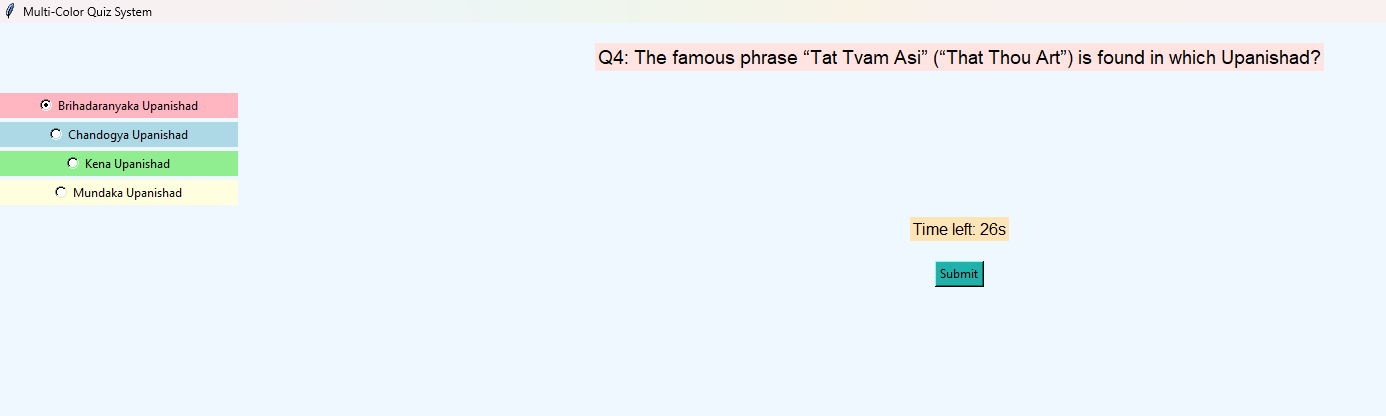 Multi-Color Quiz System
Q4: The famous phrase “Tat Tvam Asi” (“That Thou Art”) is found in which Upanishad?
Brihadaranyaka Upanishad
Chandogya Upanishad
Kena Upanishad
Mundaka Upanishad
Time left: 26s
Submit